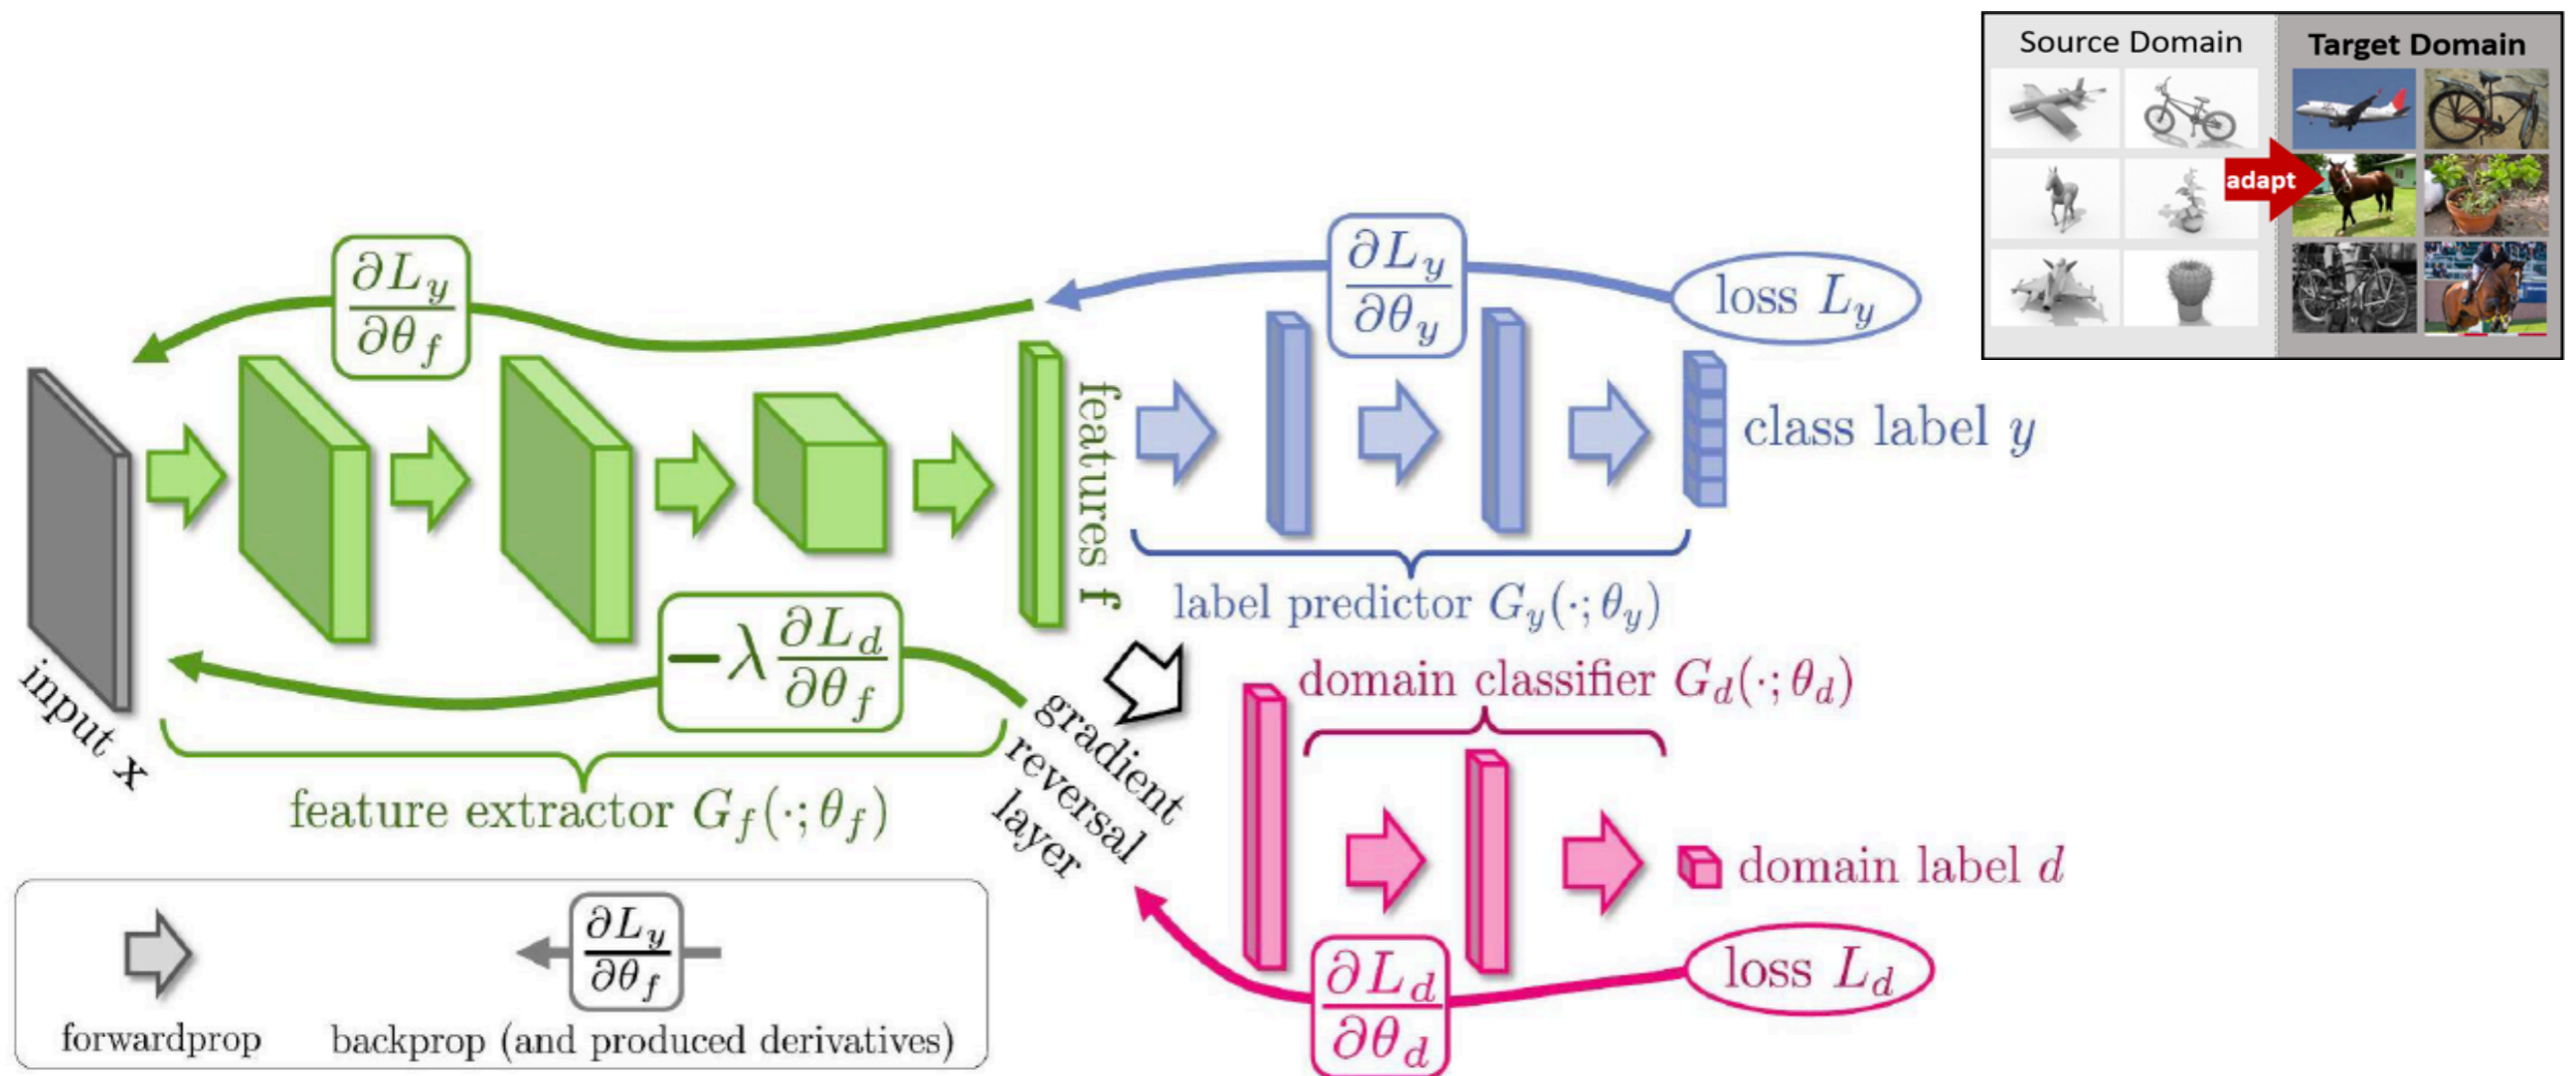 Source Domain
Target Domain
adapt
∂L_y
∂θ_f
∂L_y
∂θ_y
loss L_y
features f
class label y
label predictor G_y(·; θ_y)
−λ ∂L_d
∂θ_f
input x
feature extractor G_f(·; θ_f)
gradient
reversal
layer
domain classifier G_d(·; θ_d)
domain label d
∂L_d
∂θ_d
loss L_d
∂L_y
∂θ_f
forwardprop
backprop (and produced derivatives)